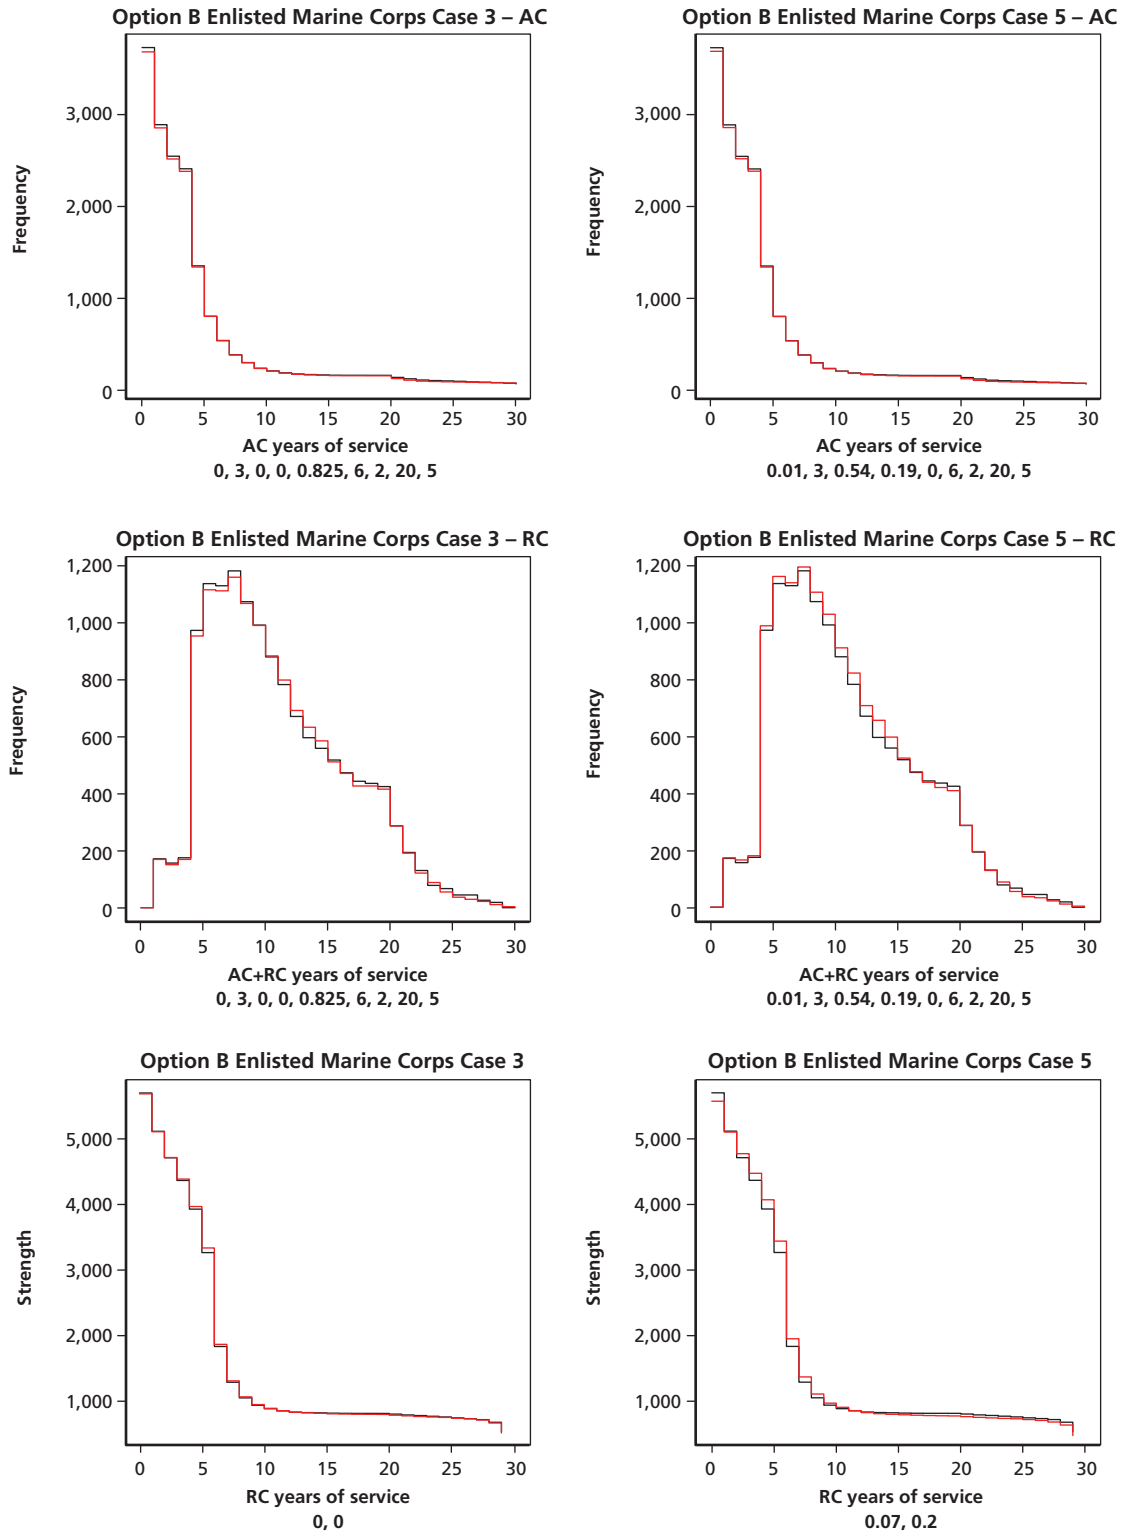 Option B Enlisted Marine Corps Case 3 – AC
Frequency
3,000
2,000
1,000
0
0 5 10 15 20 25 30
AC years of service
0, 3, 0, 0, 0.825, 6, 2, 20, 5
Option B Enlisted Marine Corps Case 5 – AC
Frequency
3,000
2,000
1,000
0
0 5 10 15 20 25 30
AC years of service
0.01, 3, 0.54, 0.19, 0, 6, 2, 20, 5
Option B Enlisted Marine Corps Case 3 – RC
Frequency
1,200
1,000
800
600
400
200
0
0 5 10 15 20 25 30
AC+RC years of service
0, 3, 0, 0, 0.825, 6, 2, 20, 5
Option B Enlisted Marine Corps Case 5 – RC
Frequency
1,200
1,000
800
600
400
200
0
0 5 10 15 20 25 30
AC+RC years of service
0.01, 3, 0.54, 0.19, 0, 6, 2, 20, 5
Option B Enlisted Marine Corps Case 3
Strength
5,000
4,000
3,000
2,000
1,000
0 5 10 15 20 25 30
RC years of service
0, 0
Option B Enlisted Marine Corps Case 5
Strength
5,000
4,000
3,000
2,000
1,000
0 5 10 15 20 25 30
RC years of service
0.07, 0.2